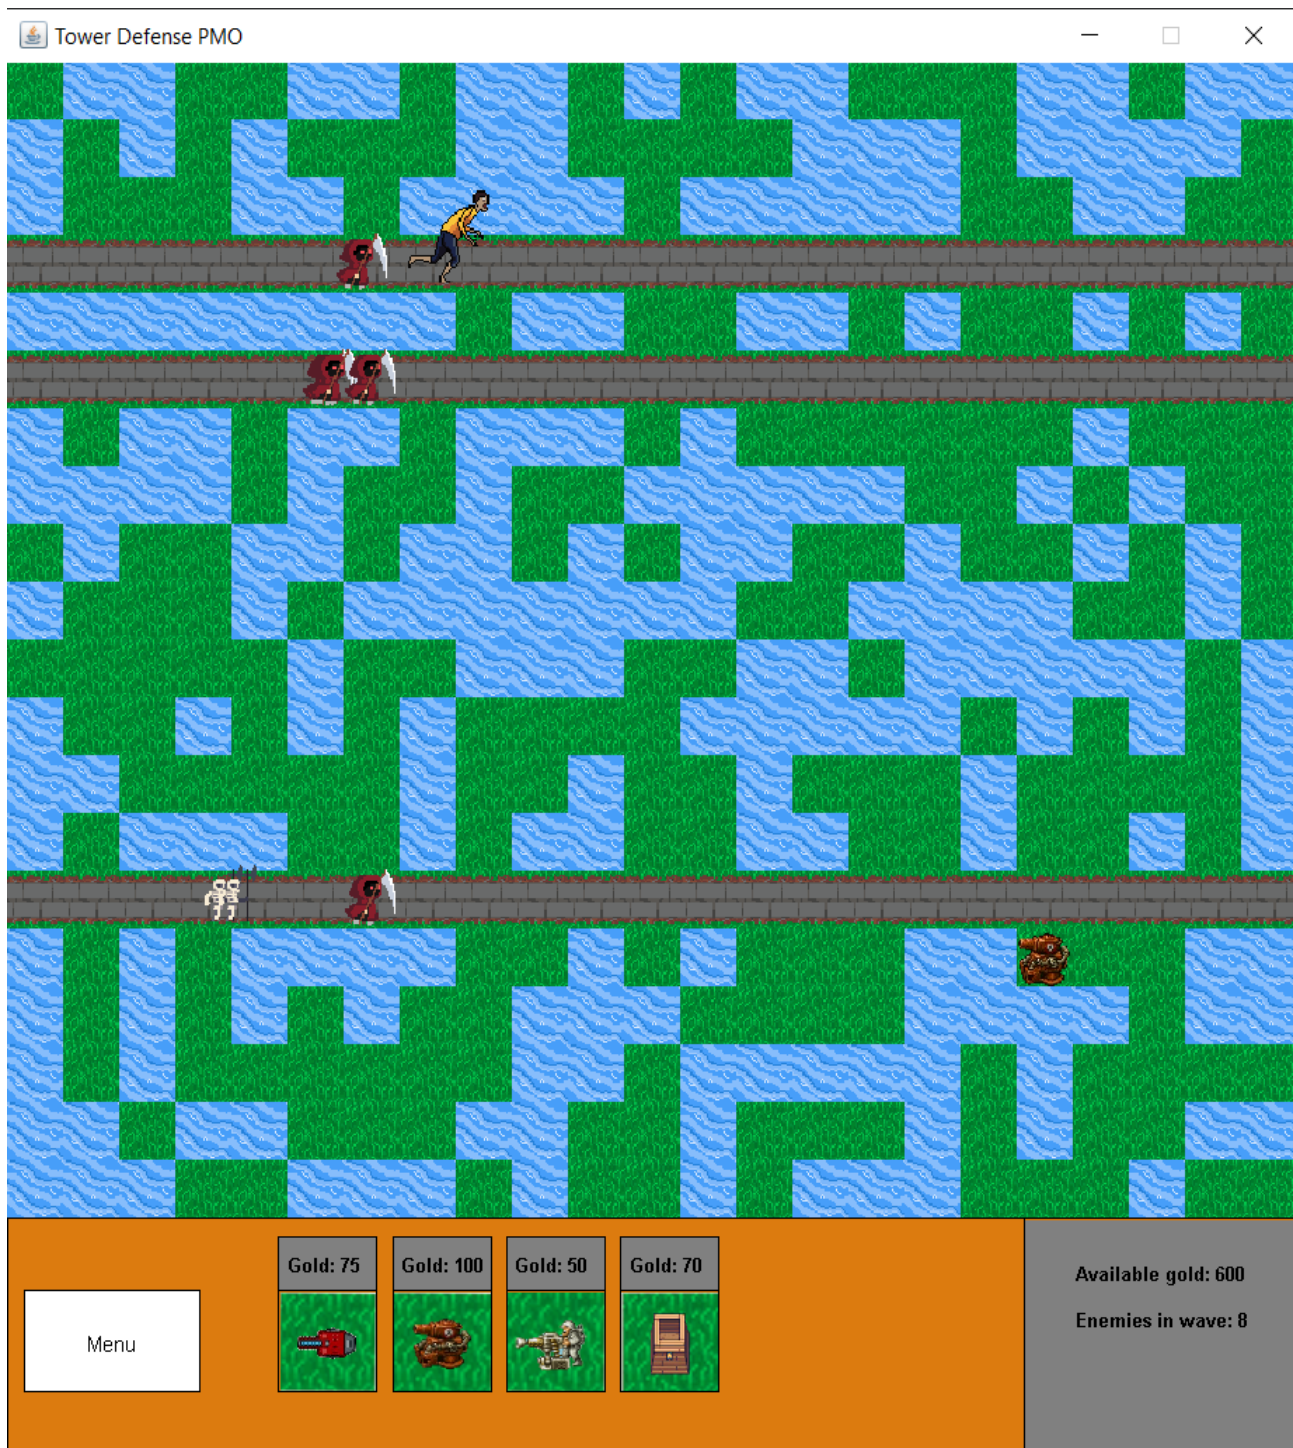 Tower Defense PMO
Gold: 75
Gold: 100
Gold: 50
Gold: 70
Menu
Available gold: 600
Enemies in wave: 8